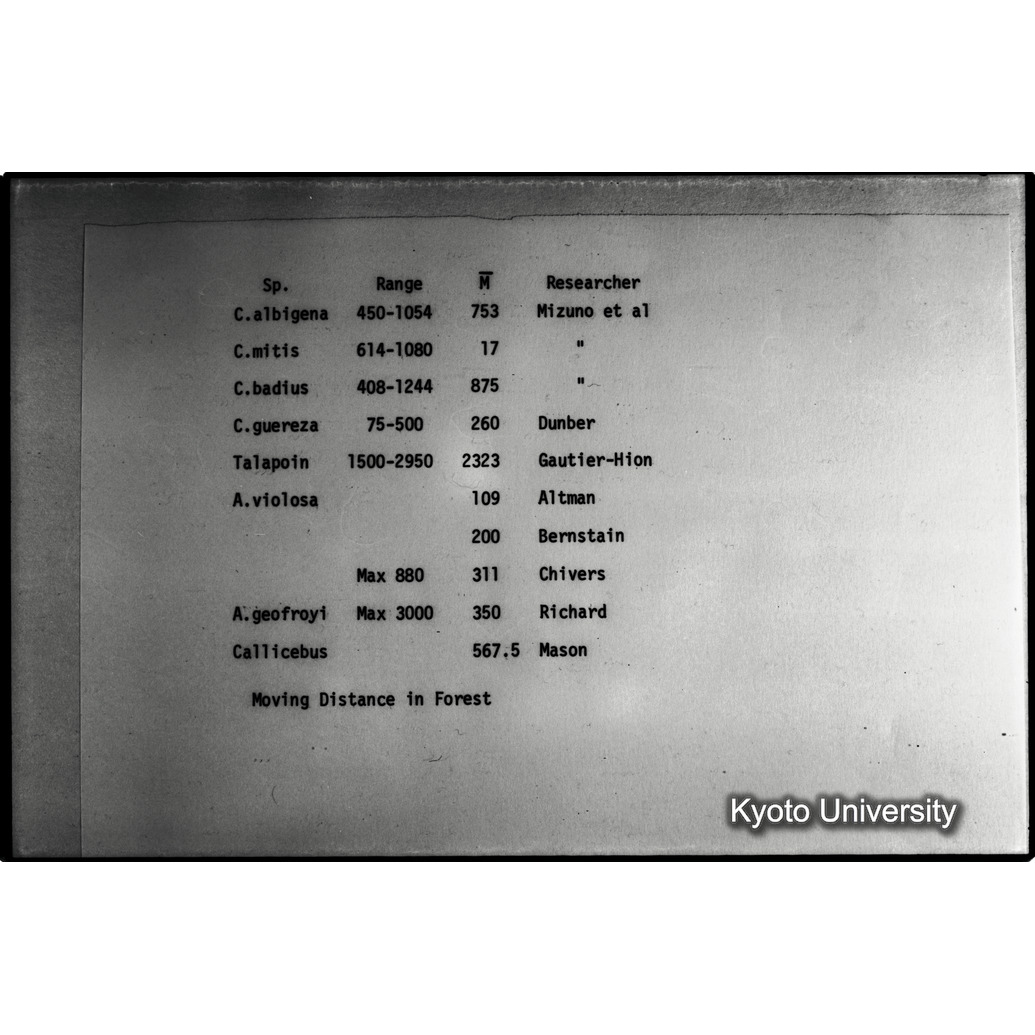 Sp. Range M̅ Researcher
C.albigena 450-1054 753 Mizuno et al
C.mitis 614-1080 17 "
C.badius 408-1244 875 "
C.guereza 75-500 260 Dunber
Talapoin 1500-2950 2323 Gautier-Hion
A.violosa 109 Altman
200 Bernstain
Max 880 311 Chivers
A.geofroyi Max 3000 350 Richard
Callicebus 567.5 Mason
Moving Distance in Forest
Kyoto University